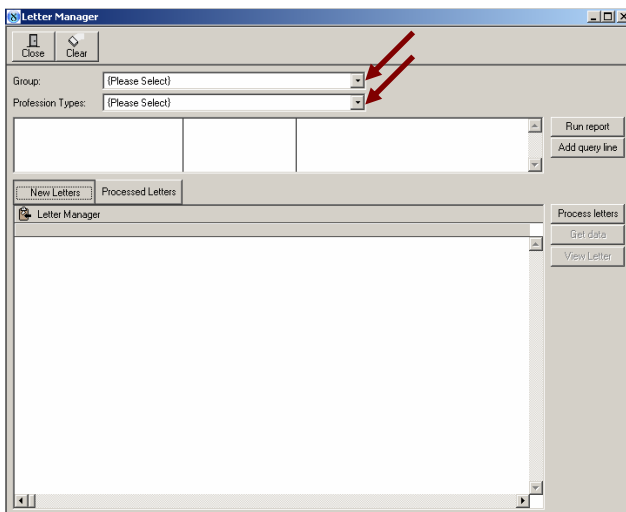 Letter Manager
Close Clear
Group: {Please Select}
Profession Types: {Please Select}
Run report
Add query line
New Letters Processed Letters
Letter Manager
Process letters
Get data
View Letter